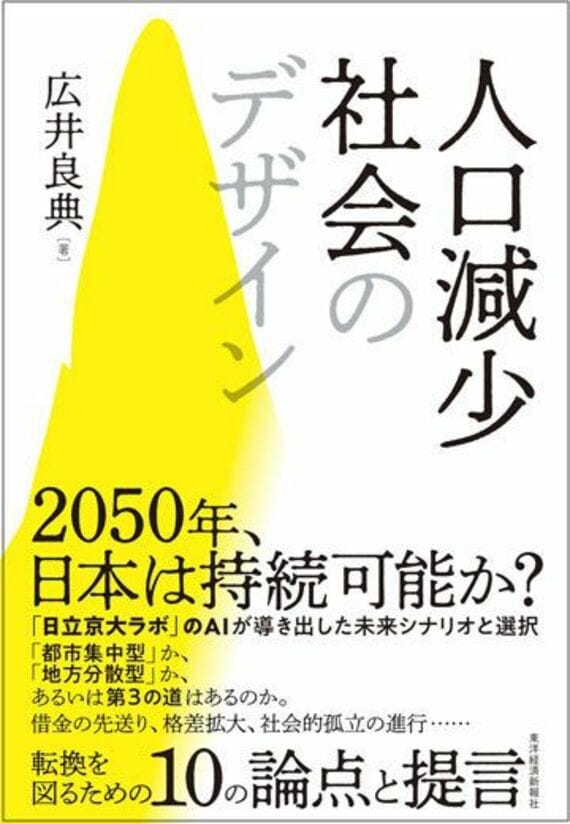 人口減少
社会の
デザイン
広井良典
[著]
2050年、
日本は持続可能か?
「日立京大ラボ」のAIが導き出した未来シナリオと選択
「都市集中型」か、
「地方分散型」か、
あるいは第3の道はあるのか。
借金の先送り、格差拡大、社会的孤立の進行……
転換を
図るための10の論点と提言
東洋経済新報社